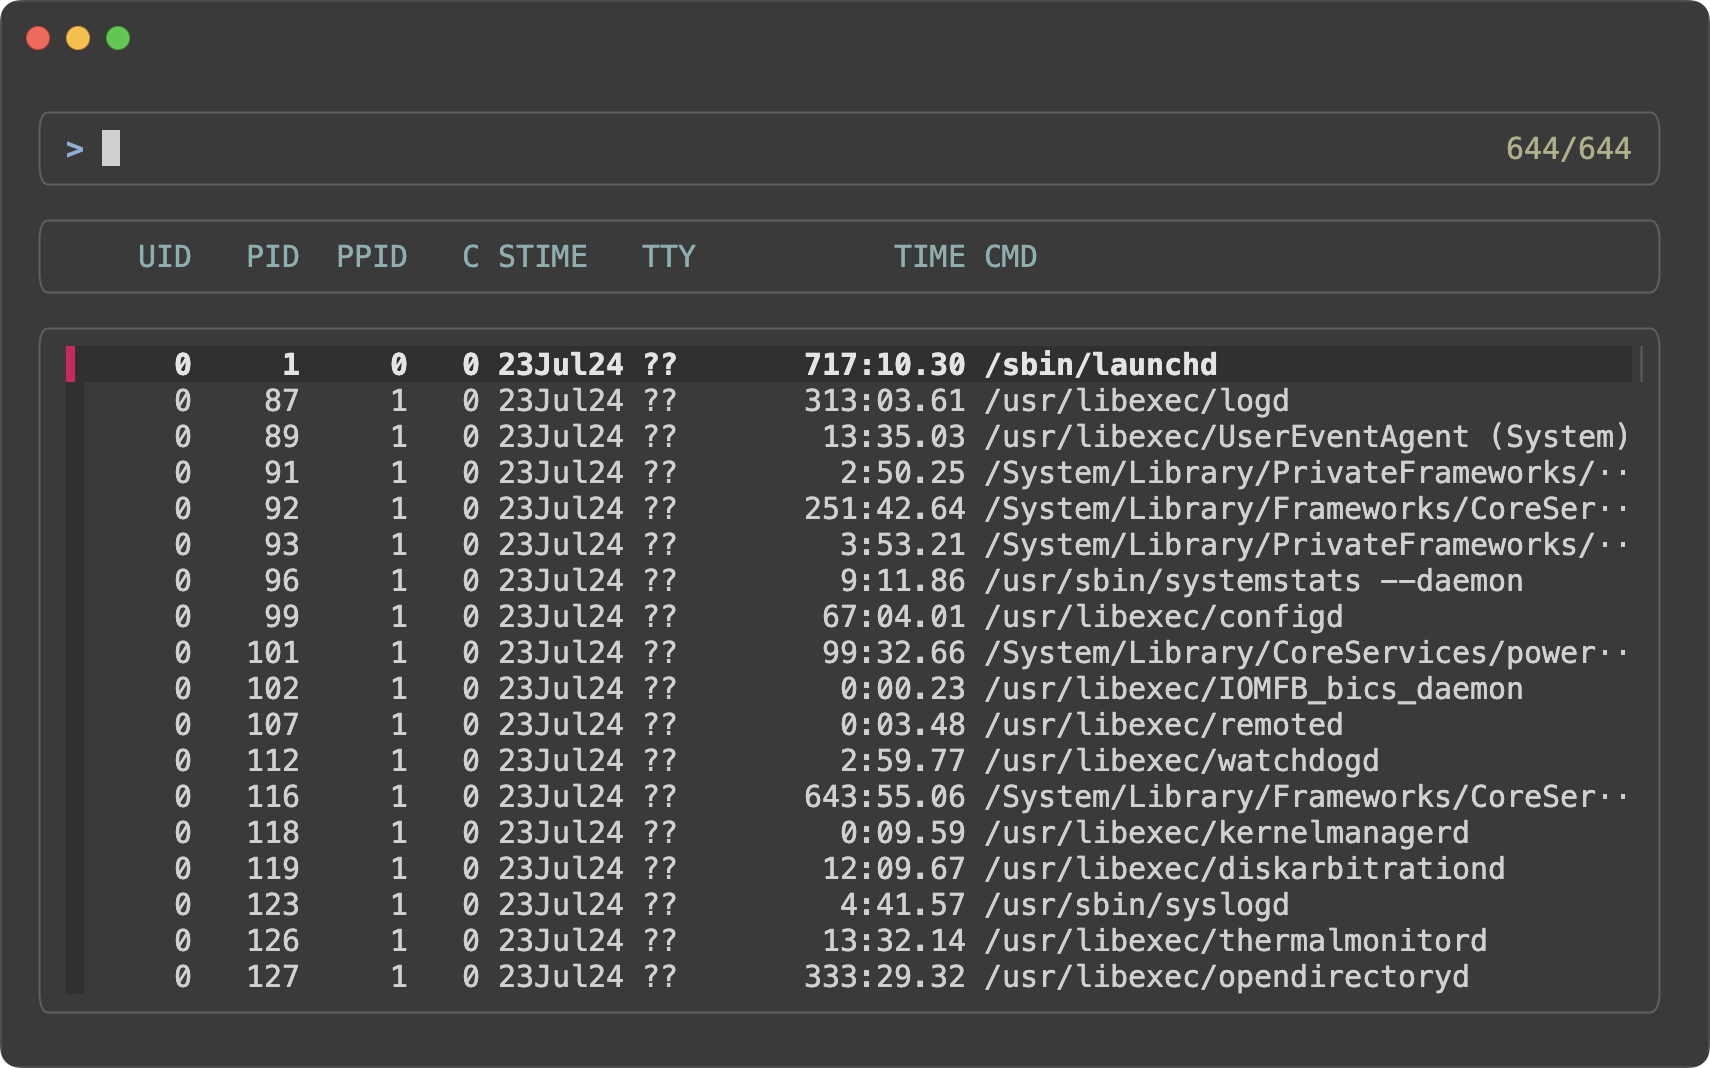 > 644/644
UID PID PPID C STIME TTY TIME CMD
0 1 0 0 23Jul24 ?? 717:10.30 /sbin/launchd
0 87 1 0 23Jul24 ?? 313:03.61 /usr/libexec/logd
0 89 1 0 23Jul24 ?? 13:35.03 /usr/libexec/UserEventAgent (System)
0 91 1 0 23Jul24 ?? 2:50.25 /System/Library/PrivateFrameworks/··
0 92 1 0 23Jul24 ?? 251:42.64 /System/Library/Frameworks/CoreSer··
0 93 1 0 23Jul24 ?? 3:53.21 /System/Library/PrivateFrameworks/··
0 96 1 0 23Jul24 ?? 9:11.86 /usr/sbin/systemstats --daemon
0 99 1 0 23Jul24 ?? 67:04.01 /usr/libexec/configd
0 101 1 0 23Jul24 ?? 99:32.66 /System/Library/CoreServices/power··
0 102 1 0 23Jul24 ?? 0:00.23 /usr/libexec/IOMFB_bics_daemon
0 107 1 0 23Jul24 ?? 0:03.48 /usr/libexec/remoted
0 112 1 0 23Jul24 ?? 2:59.77 /usr/libexec/watchdogd
0 116 1 0 23Jul24 ?? 643:55.06 /System/Library/Frameworks/CoreSer··
0 118 1 0 23Jul24 ?? 0:09.59 /usr/libexec/kernelmanagerd
0 119 1 0 23Jul24 ?? 12:09.67 /usr/libexec/diskarbitrationd
0 123 1 0 23Jul24 ?? 4:41.57 /usr/sbin/syslogd
0 126 1 0 23Jul24 ?? 13:32.14 /usr/libexec/thermalmonitord
0 127 1 0 23Jul24 ?? 333:29.32 /usr/libexec/opendirectoryd